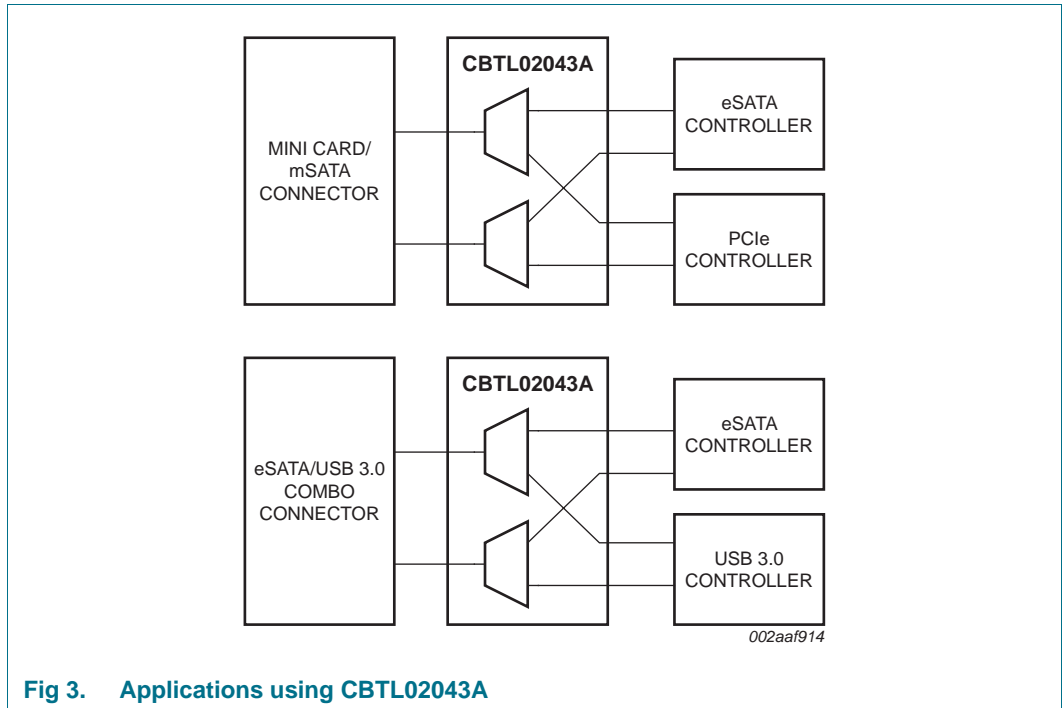 CBTL02043A
MINI CARD/
mSATA
CONNECTOR
eSATA
CONTROLLER
PCIe
CONTROLLER
CBTL02043A
eSATA/USB 3.0
COMBO
CONNECTOR
eSATA
CONTROLLER
USB 3.0
CONTROLLER
002aaf914
Fig 3. Applications using CBTL02043A